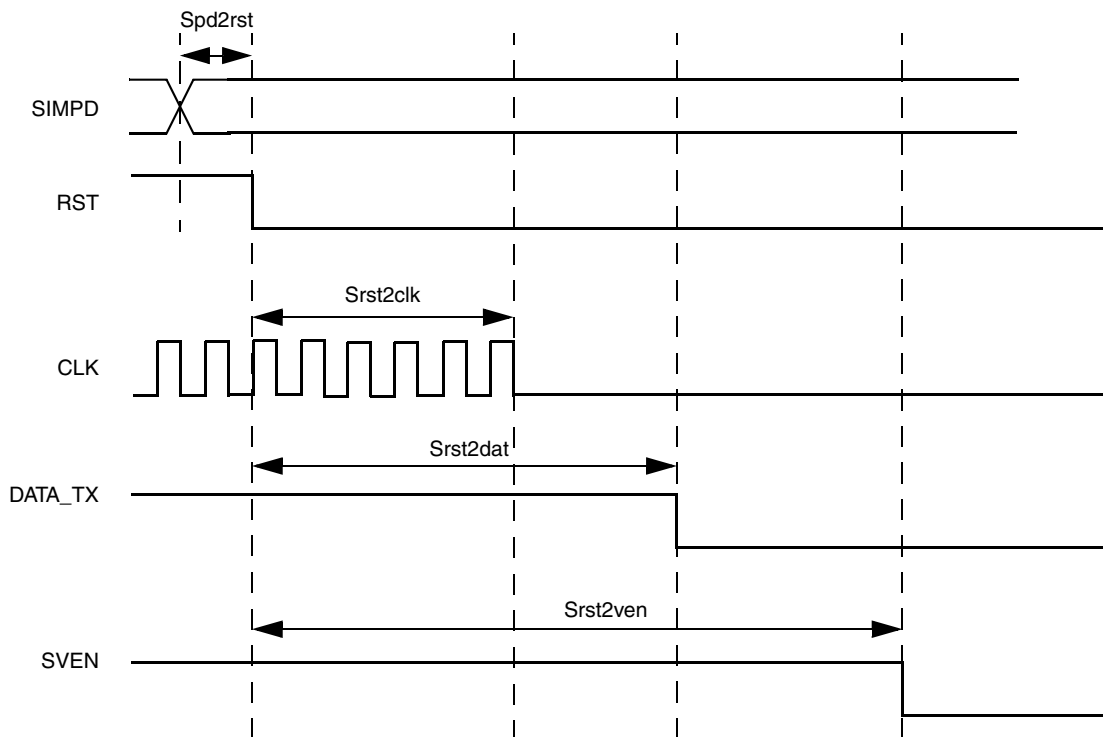 Spd2rst
SIMPD
RST
Srst2clk
CLK
Srst2dat
DATA_TX
Srst2ven
SVEN